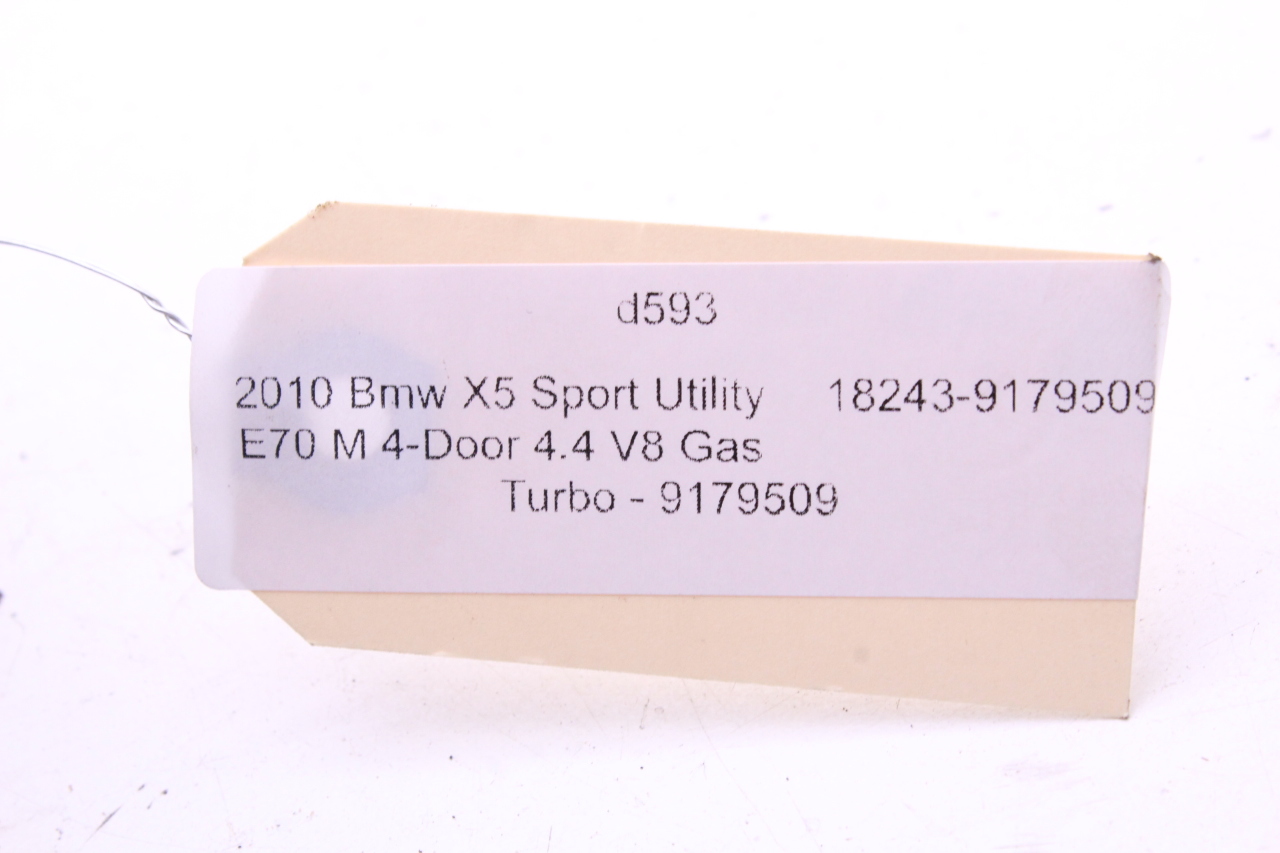 d593
2010 Bmw X5 Sport Utility 18243-9179509
E70 M 4-Door 4.4 V8 Gas
Turbo - 9179509